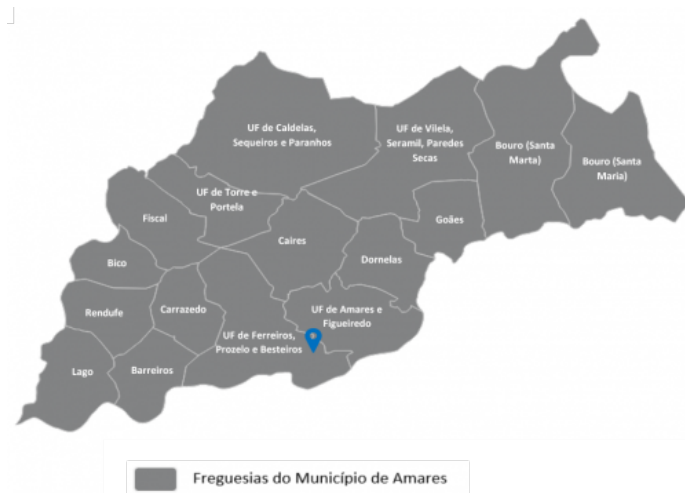 UF de Caldelas,
Sequeiros e Paranhos
UF de Vilela,
Seramil, Paredes
Secas
Bouro (Santa
Marta)
Bouro (Santa
Maria)
UF de Torre e
Portela
Fiscal
Goães
Caires
Dornelas
Bico
Rendufe
Carrazedo
UF de Amares e
Figueiredo
UF de Ferreiros,
Prozelo e Besteiros
Lago
Barreiros
Freguesias do Município de Amares